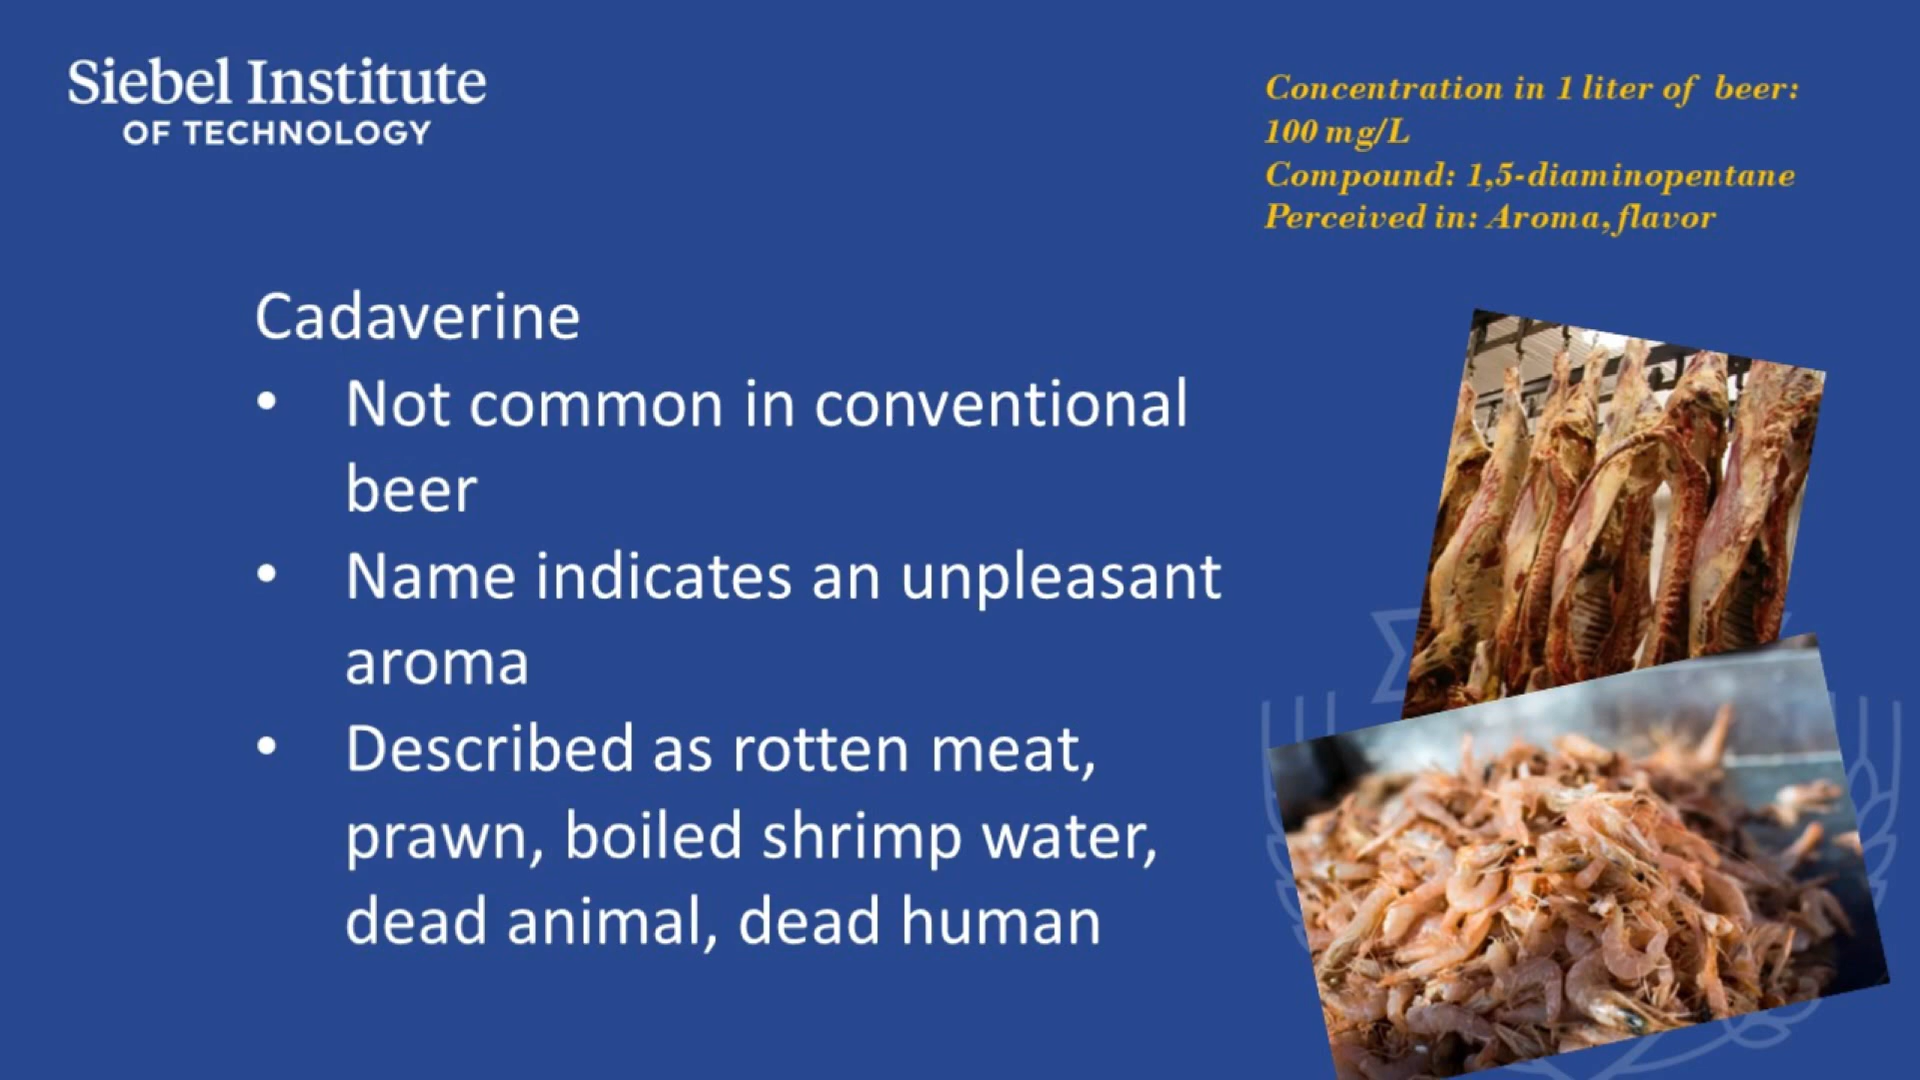 Siebel Institute
OF TECHNOLOGY
Concentration in 1 liter of beer:
100 mg/L
Compound: 1,5-diaminopentane
Perceived in: Aroma, flavor
Cadaverine
• Not common in conventional
beer
• Name indicates an unpleasant
aroma
• Described as rotten meat,
prawn, boiled shrimp water,
dead animal, dead human